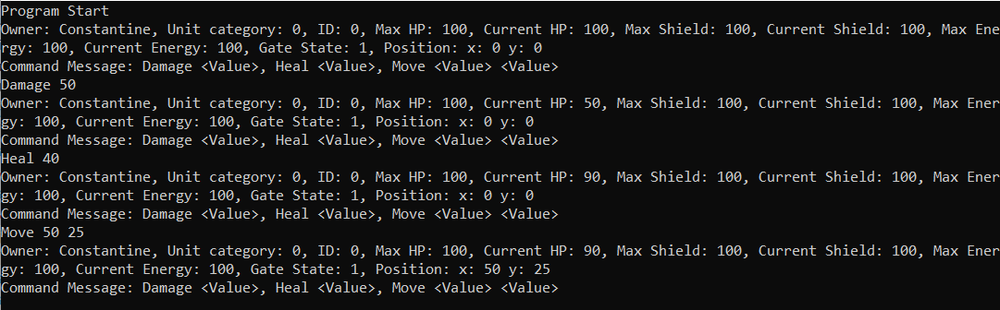 Program Start
Owner: Constantine, Unit category: 0, ID: 0, Max HP: 100, Current HP: 100, Max Shield: 100, Current Shield: 100, Max Ene
rgy: 100, Current Energy: 100, Gate State: 1, Position: x: 0 y: 0
Command Message: Damage <Value>, Heal <Value>, Move <Value> <Value>
Damage 50
Owner: Constantine, Unit category: 0, ID: 0, Max HP: 100, Current HP: 50, Max Shield: 100, Current Shield: 100, Max Ener
gy: 100, Current Energy: 100, Gate State: 1, Position: x: 0 y: 0
Command Message: Damage <Value>, Heal <Value>, Move <Value> <Value>
Heal 40
Owner: Constantine, Unit category: 0, ID: 0, Max HP: 100, Current HP: 90, Max Shield: 100, Current Shield: 100, Max Ener
gy: 100, Current Energy: 100, Gate State: 1, Position: x: 0 y: 0
Command Message: Damage <Value>, Heal <Value>, Move <Value> <Value>
Move 50 25
Owner: Constantine, Unit category: 0, ID: 0, Max HP: 100, Current HP: 90, Max Shield: 100, Current Shield: 100, Max Ener
gy: 100, Current Energy: 100, Gate State: 1, Position: x: 50 y: 25
Command Message: Damage <Value>, Heal <Value>, Move <Value> <Value>